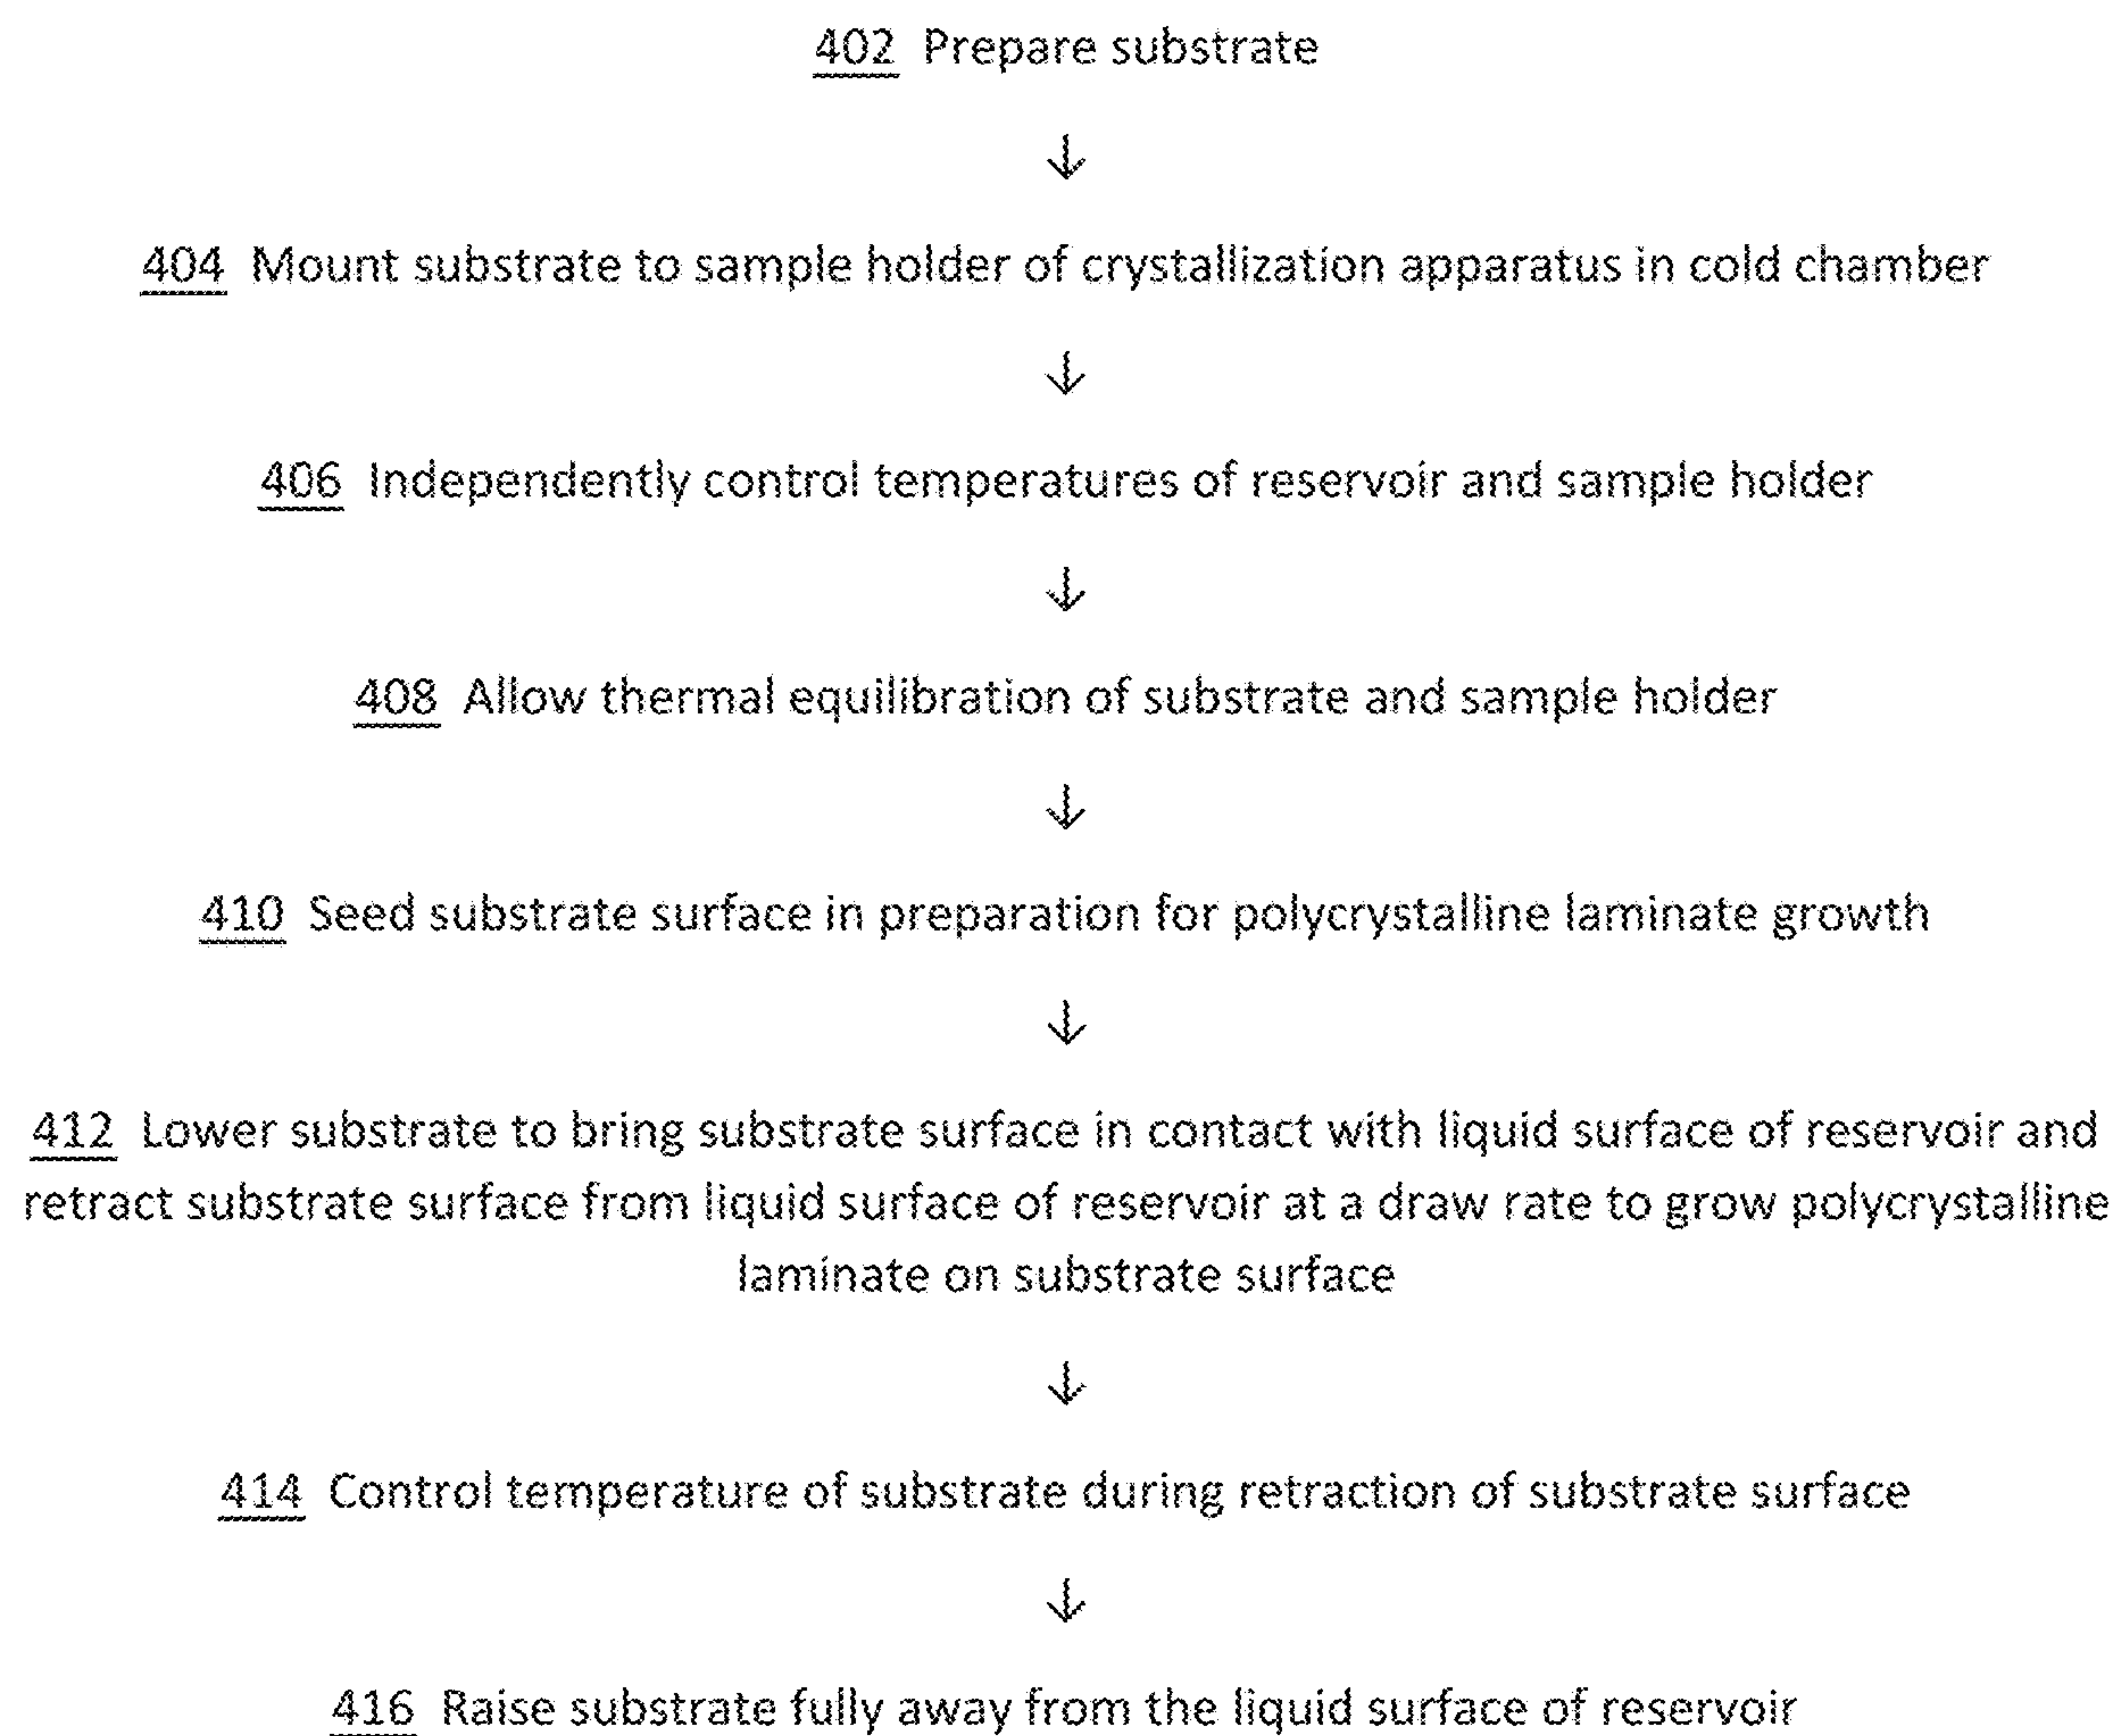 402 Prepare substrate
↓
404 Mount substrate to sample holder of crystallization apparatus in cold chamber
↓
406 Independently control temperatures of reservoir and sample holder
↓
408 Allow thermal equilibration of substrate and sample holder
↓
410 Seed substrate surface in preparation for polycrystalline laminate growth
↓
412 Lower substrate to bring substrate surface in contact with liquid surface of reservoir and
retract substrate surface from liquid surface of reservoir at a draw rate to grow polycrystalline
laminate on substrate surface
↓
414 Control temperature of substrate during retraction of substrate surface
↓
416 Raise substrate fully away from the liquid surface of reservoir